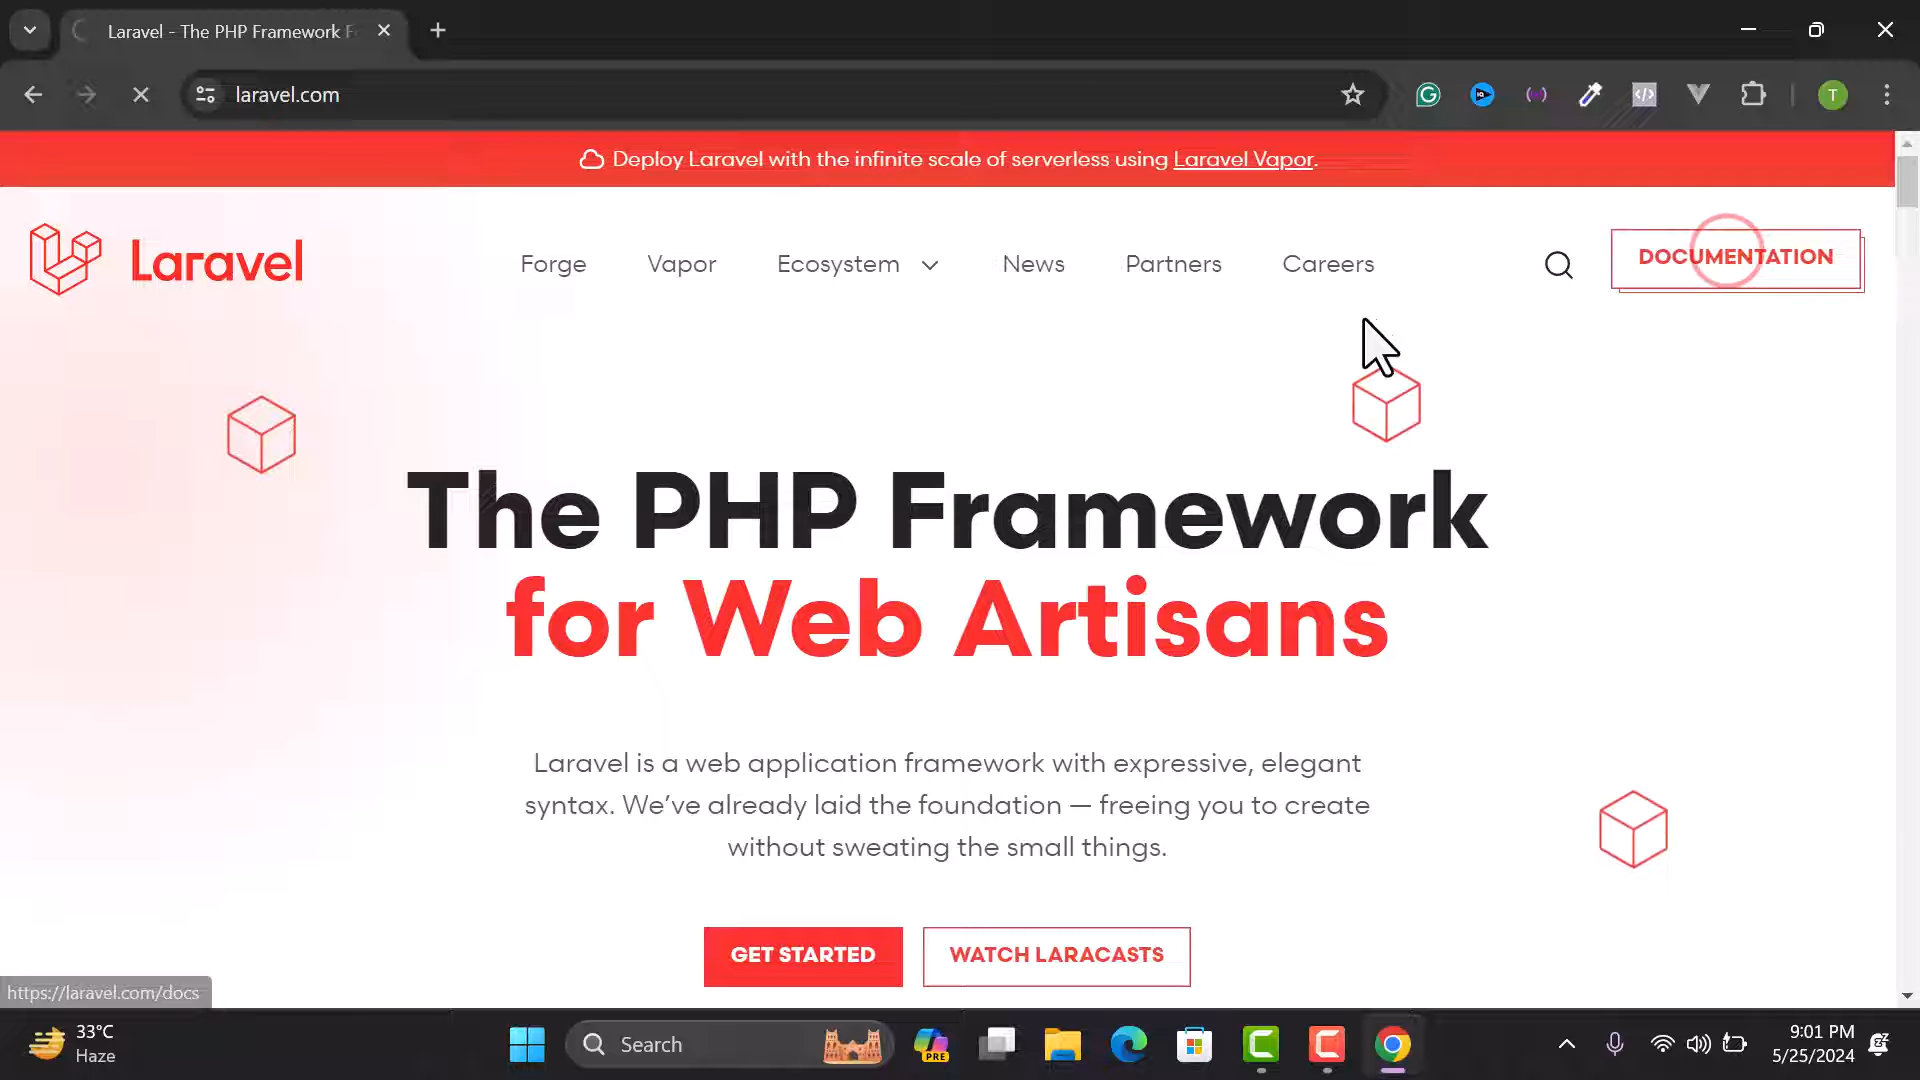 Laravel - The PHP Framework F
laravel.com
T
Deploy Laravel with the infinite scale of serverless using Laravel Vapor.
Laravel
Forge
Vapor
Ecosystem
News
Partners
Careers
DOCUMENTATION
The PHP Framework
for Web Artisans
Laravel is a web application framework with expressive, elegant
syntax. We've already laid the foundation — freeing you to create
without sweating the small things.
GET STARTED
WATCH LARACASTS
https://laravel.com/docs
33°C
Haze
Search
PRE
9:01 PM
5/25/2024